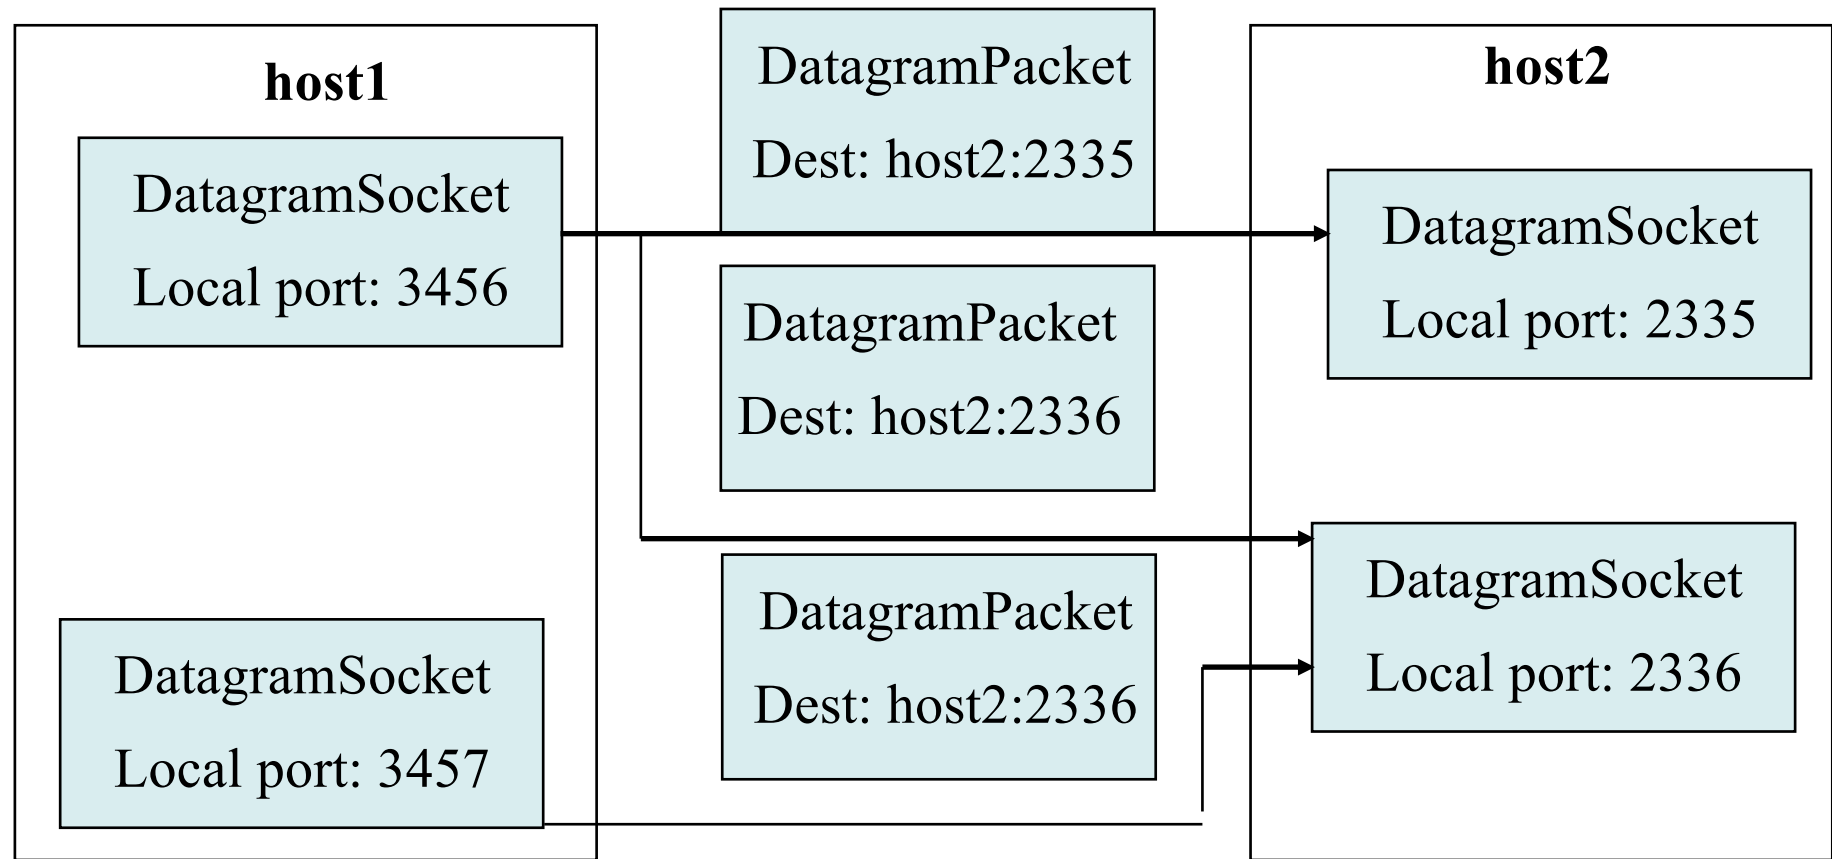 host1
DatagramSocket
Local port: 3456
DatagramSocket
Local port: 3457
DatagramPacket
Dest: host2:2335
DatagramPacket
Dest: host2:2336
DatagramPacket
Dest: host2:2336
host2
DatagramSocket
Local port: 2335
DatagramSocket
Local port: 2336